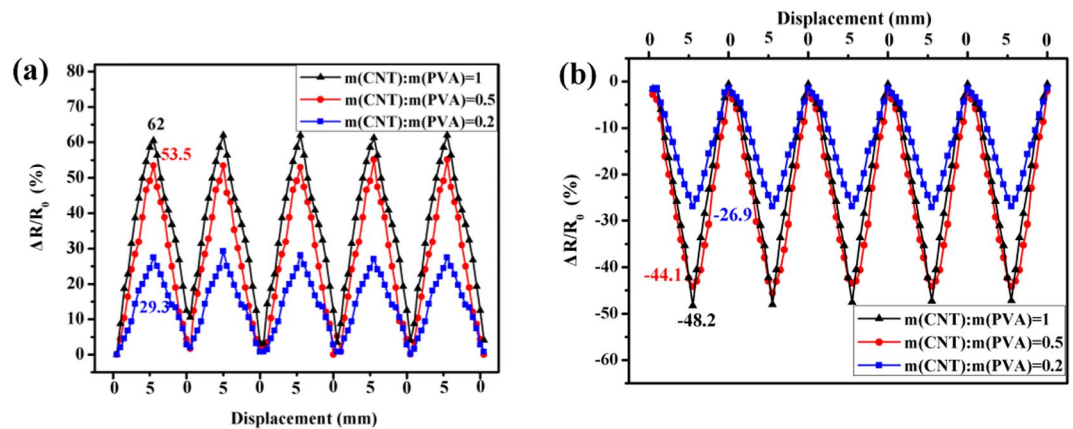 (a)
ΔR/R0 (%)
80
70
60
50
40
30
20
10
0
m(CNT):m(PVA)=1
m(CNT):m(PVA)=0.5
m(CNT):m(PVA)=0.2
62
53.5
29.3
0 5 0 5 0 5 0 5 0 5 0
Displacement (mm)
(b)
Displacement (mm)
0 5 0 5 0 5 0 5 0 5 0
ΔR/R0 (%)
0
-10
-20
-30
-40
-50
-60
-26.9
-44.1
-48.2
m(CNT):m(PVA)=1
m(CNT):m(PVA)=0.5
m(CNT):m(PVA)=0.2